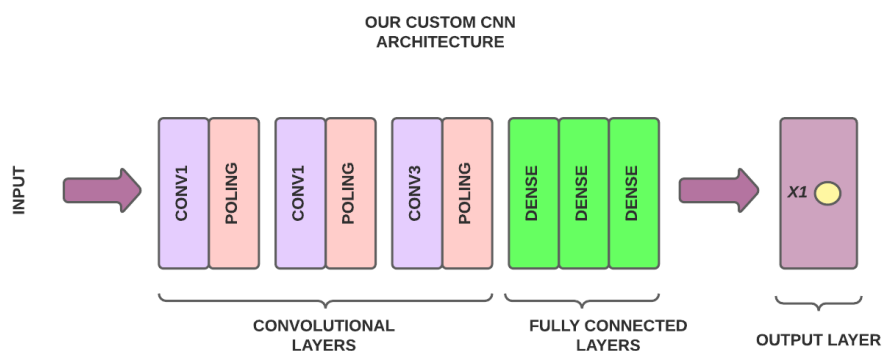 OUR CUSTOM CNN
ARCHITECTURE
INPUT
CONV1
POLING
CONV1
POLING
CONV3
POLING
DENSE
DENSE
DENSE
X1
CONVOLUTIONAL
LAYERS
FULLY CONNECTED
LAYERS
OUTPUT LAYER